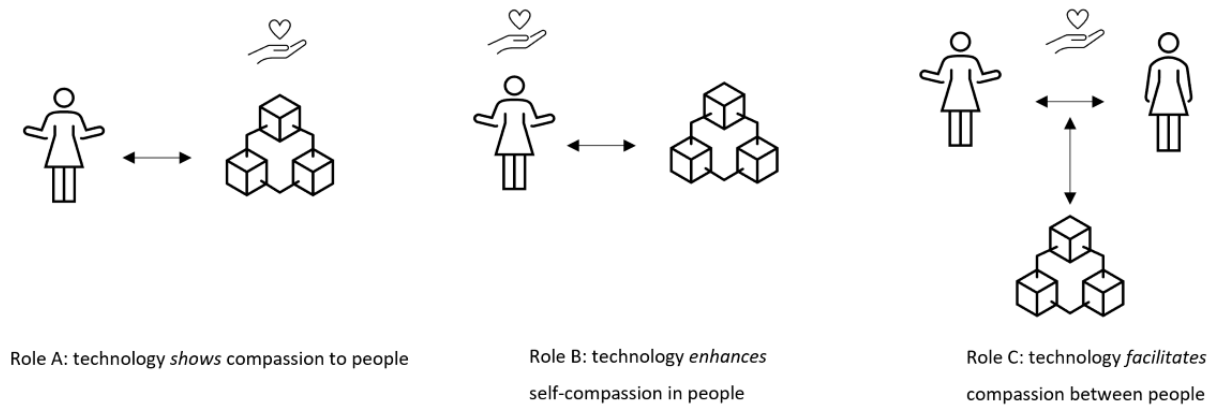 Role A: technology shows compassion to people
Role B: technology enhances
self-compassion in people
Role C: technology facilitates
compassion between people